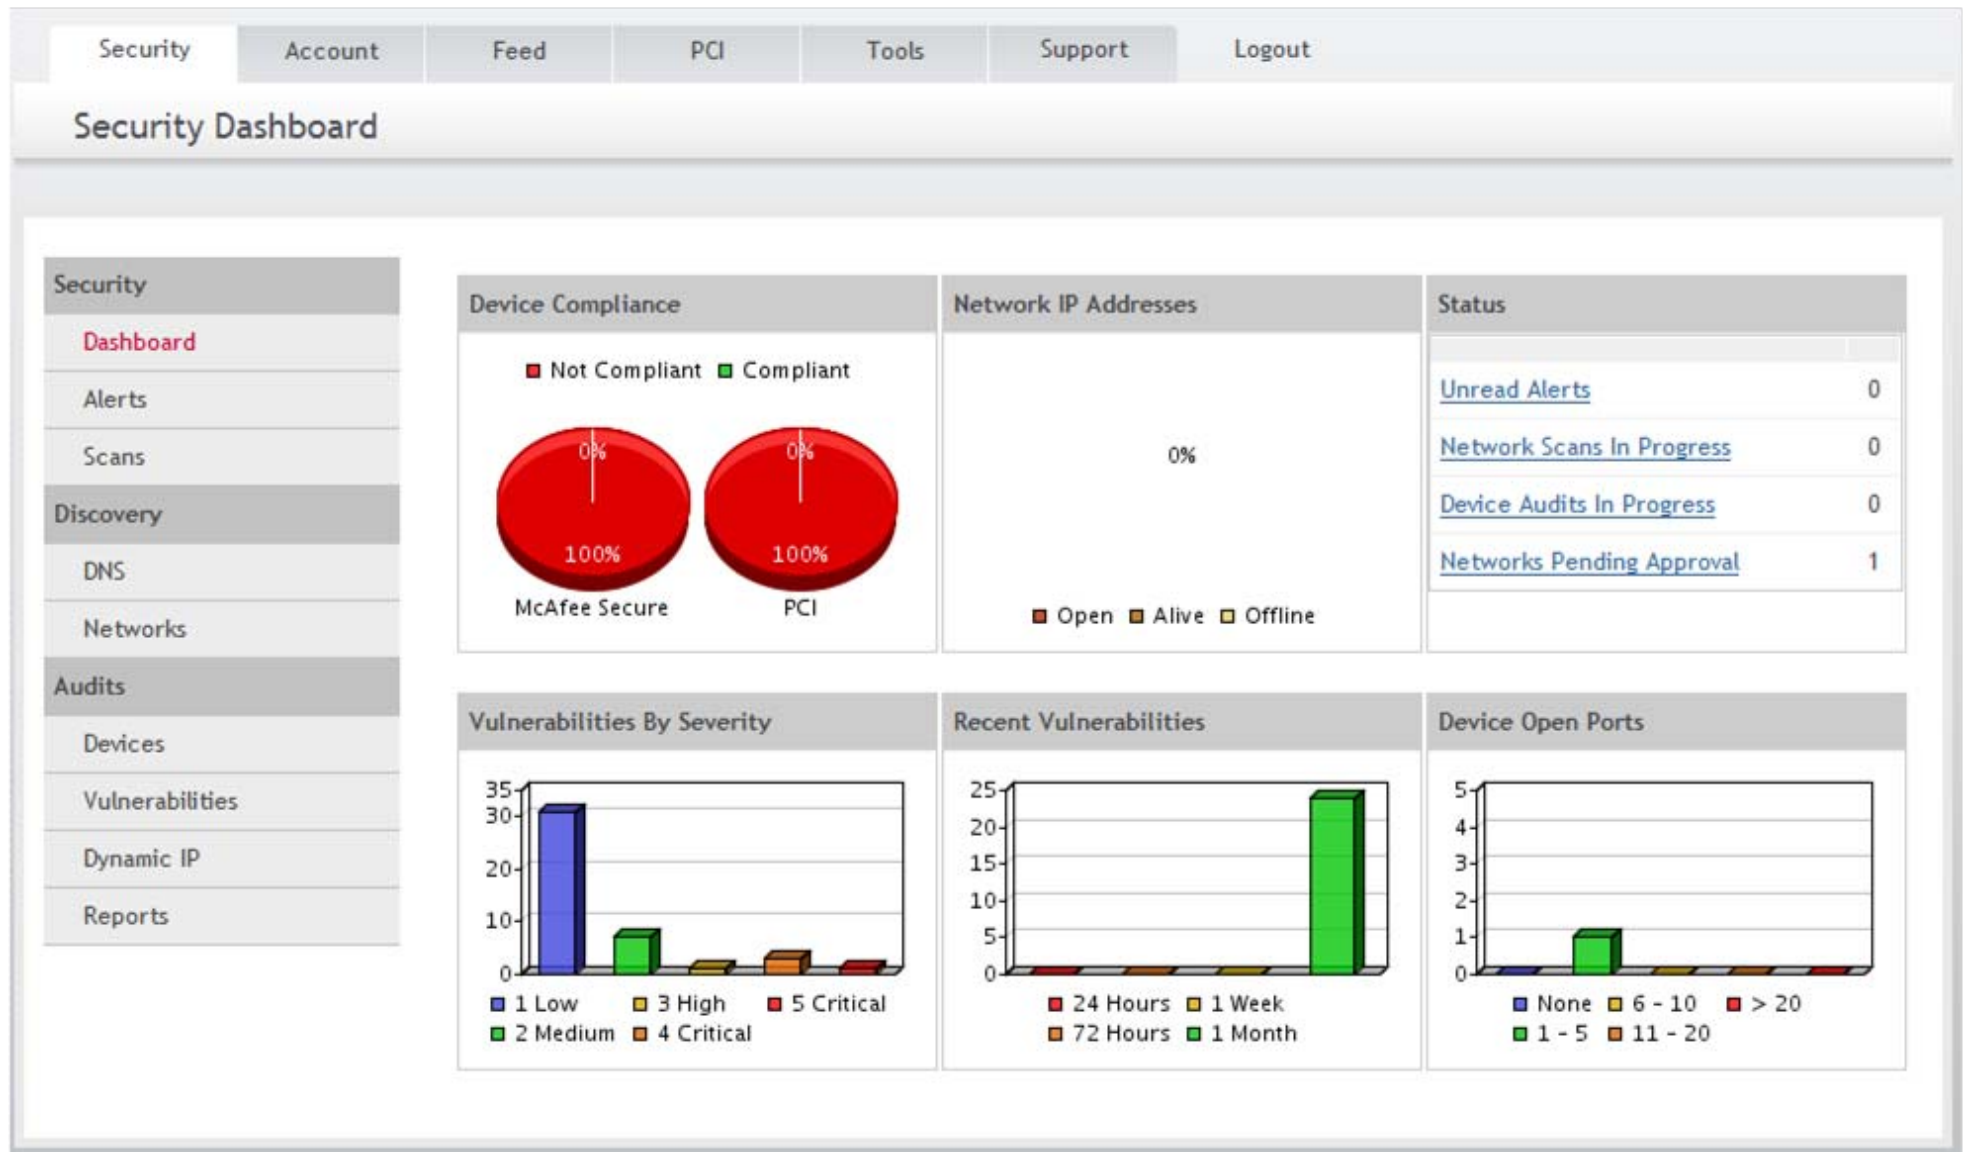 Security Account Feed PCI Tools Support Logout
Security Dashboard
Security
Dashboard
Alerts
Scans
Discovery
DNS
Networks
Audits
Devices
Vulnerabilities
Dynamic IP
Reports
Device Compliance
Not Compliant Compliant
0% 0%
100% 100%
McAfee Secure PCI
Network IP Addresses
0%
Open Alive Offline
Status
Unread Alerts 0
Network Scans In Progress 0
Device Audits In Progress 0
Networks Pending Approval 1
Vulnerabilities By Severity
35
30
20
10
0
1 Low 3 High 5 Critical
2 Medium 4 Critical
Recent Vulnerabilities
25
20
15
10
5
0
24 Hours 1 Week
72 Hours 1 Month
Device Open Ports
5
4
3
2
1
0
None 6 - 10 > 20
1 - 5 11 - 20